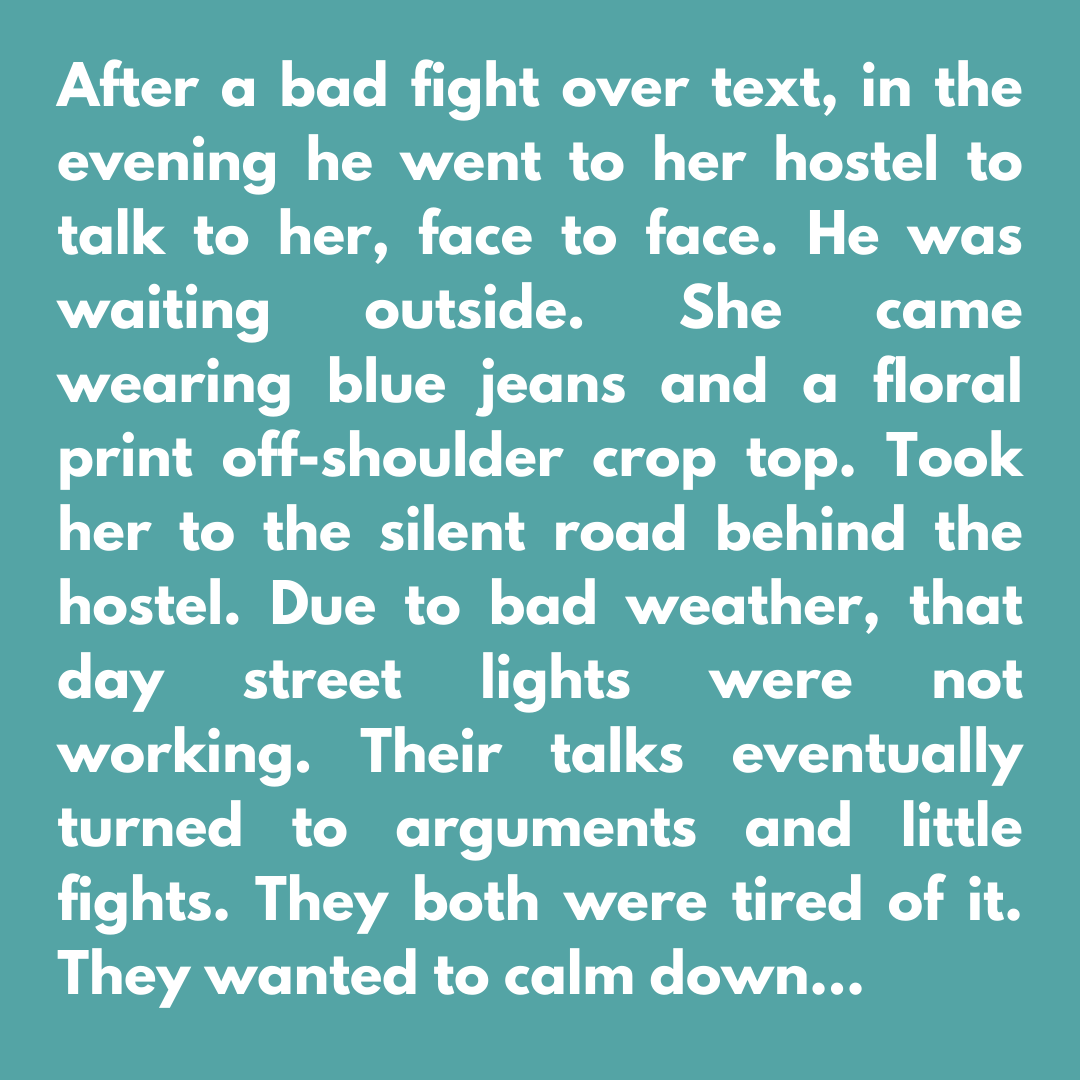 After a bad fight over text, in the
evening he went to her hostel to
talk to her, face to face. He was
waiting outside. She came
wearing blue jeans and a floral
print off-shoulder crop top. Took
her to the silent road behind the
hostel. Due to bad weather, that
day street lights were not
working. Their talks eventually
turned to arguments and little
fights. They both were tired of it.
They wanted to calm down...